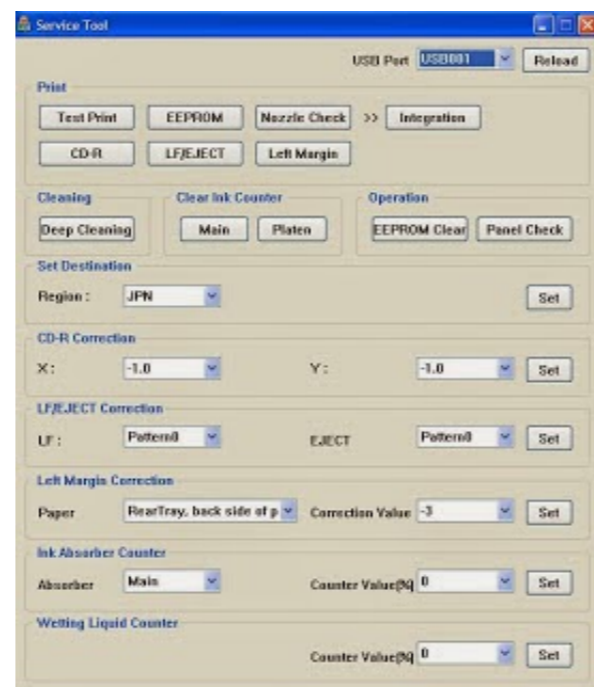 Service Tool
USB Port USB001 Reload
Print
Test Print EEPROM Nozzle Check >> Integration
CD-R LF/EJECT Left Margin
Cleaning Clear Ink Counter Operation
Deep Cleaning Main Platen EEPROM Clear Panel Check
Set Destination
Region : JPN Set
CD-R Correction
X : -1.0 Y : -1.0 Set
LF/EJECT Correction
LF : Pattern0 EJECT Pattern0 Set
Left Margin Correction
Paper RearTray, back side of p Correction Value -3 Set
Ink Absorber Counter
Absorber Main Counter Value(%) 0 Set
Wetting Liquid Counter
Counter Value(%) 0 Set